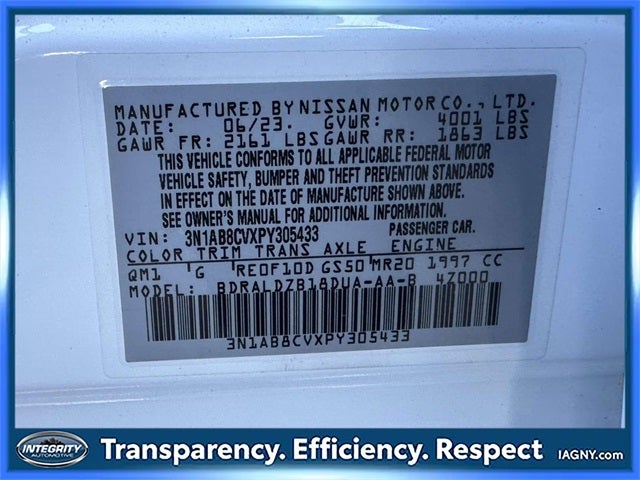 MANUFACTURED BY NISSAN MOTOR CO., LTD.
DATE: 06/23. GVWR: 4001 LBS
GAWR FR: 2161 LBS GAWR RR: 1863 LBS
THIS VEHICLE CONFORMS TO ALL APPLICABLE FEDERAL MOTOR
VEHICLE SAFETY, BUMPER AND THEFT PREVENTION STANDARDS
IN EFFECT ON THE DATE OF MANUFACTURE SHOWN ABOVE.
SEE OWNER'S MANUAL FOR ADDITIONAL INFORMATION.
VIN: 3N1AB8CVXPY305433 PASSENGER CAR.
COLOR TRIM TRANS AXLE ENGINE
QM1 G RE0F10D GS50 MR20 1997 CC
MODEL: BDRALDZB18DUA-AA-B 4Z000
3N1AB8CVXPY305433
INTEGRITY
AUTOMOTIVE
Transparency. Efficiency. Respect
IAGNY.COM